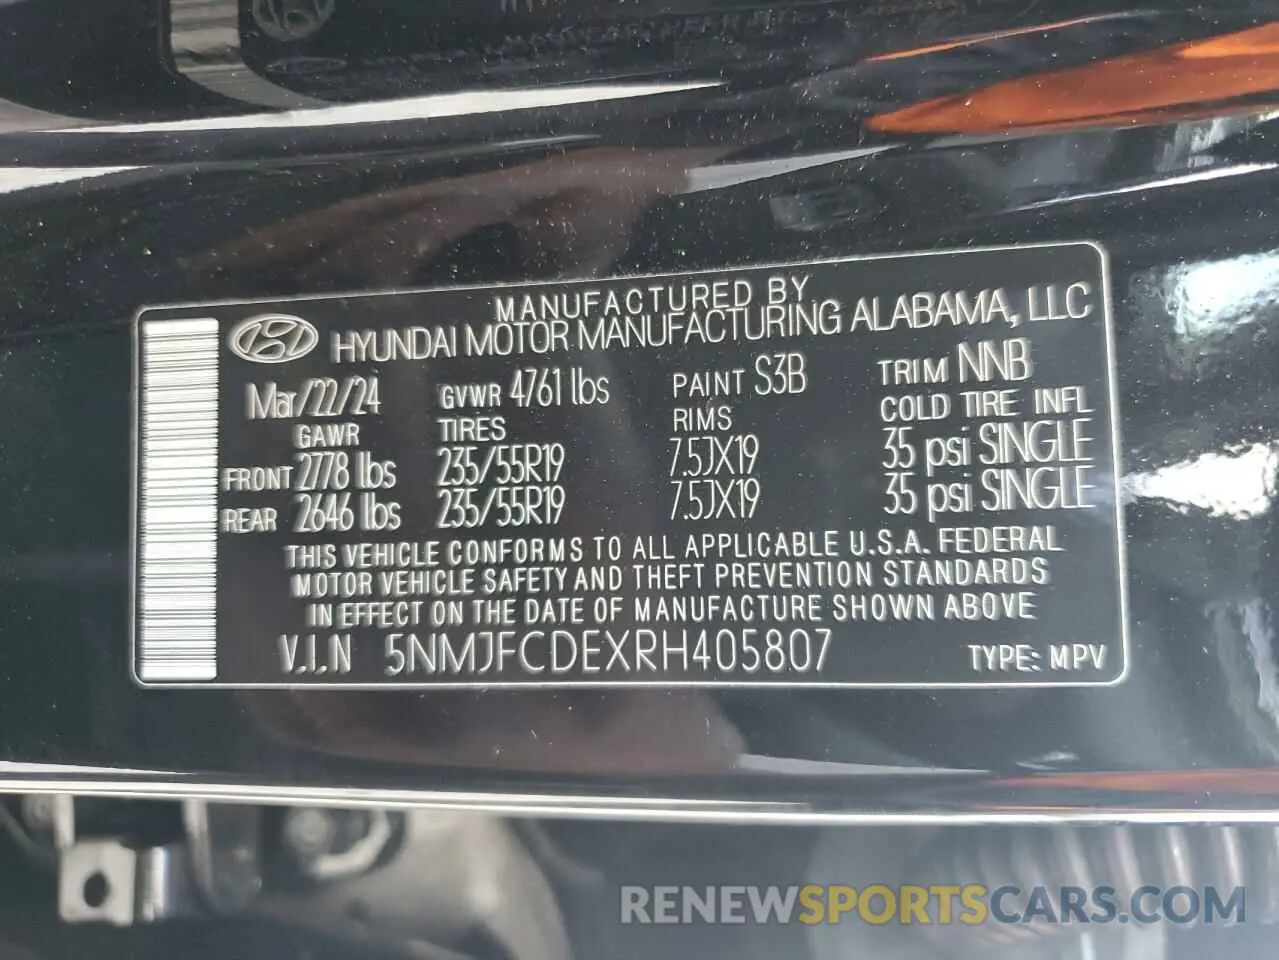 MANUFACTURED BY
HYUNDAI MOTOR MANUFACTURING ALABAMA, LLC
Mar/22/24 GVWR 4761 lbs PAINT S3B TRIM NNB
GAWR TIRES RIMS COLD TIRE INFL
FRONT 2778 lbs 235/55R19 7.5JX19 35 psi SINGLE
REAR 2646 lbs 235/55R19 7.5JX19 35 psi SINGLE
THIS VEHICLE CONFORMS TO ALL APPLICABLE U.S.A. FEDERAL
MOTOR VEHICLE SAFETY AND THEFT PREVENTION STANDARDS
IN EFFECT ON THE DATE OF MANUFACTURE SHOWN ABOVE
V.I.N 5NMJFCDEXRH405807 TYPE: MPV
RENEWSPORTSCARS.COM